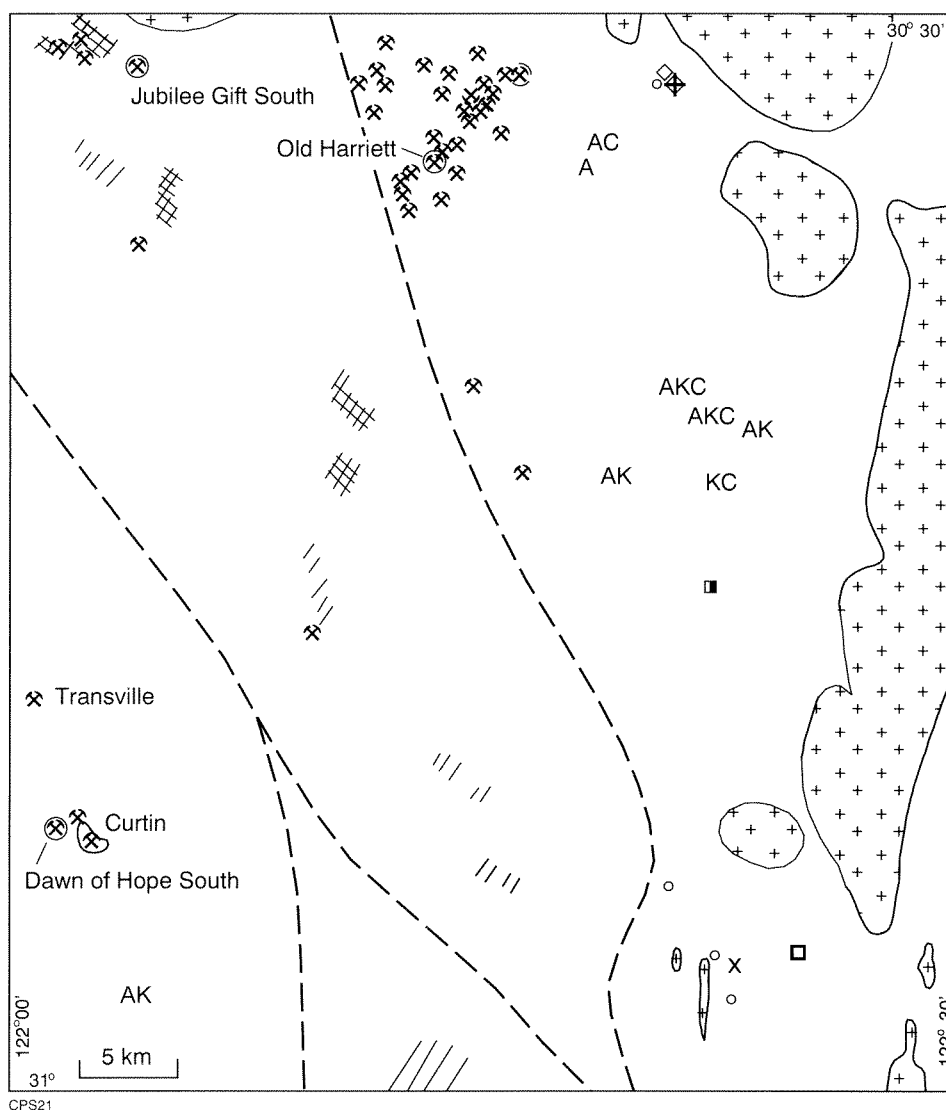 30° 30'
Jubilee Gift South
Old Harriett
AC
A
AKC
AKC
AK
AK
KC
Transville
Curtin
Dawn of Hope South
X
AK
122°00'
122°30'
5 km
31°
CPS21